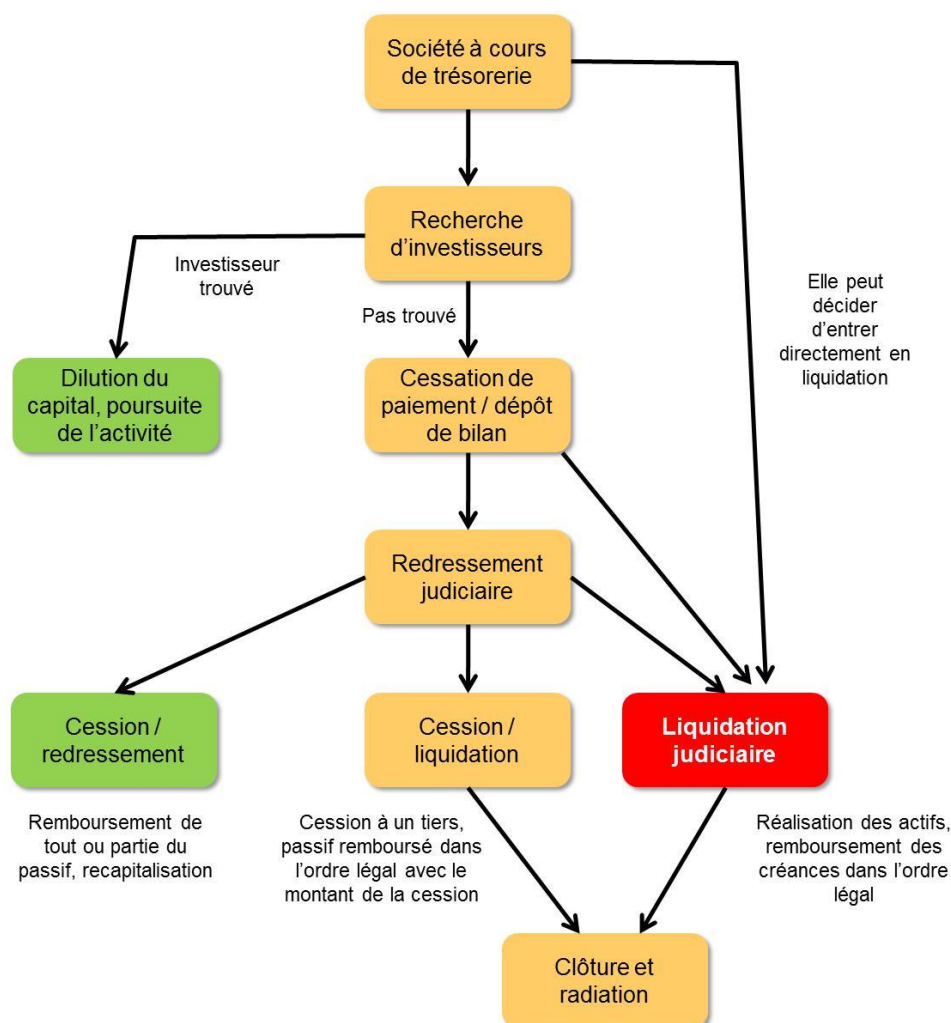 Société à cours
de trésorerie
Recherche
d'investisseurs
Investisseur
trouvé
Pas trouvé
Elle peut
décider
d'entrer
directement en
liquidation
Dilution du
capital, poursuite
de l'activité
Cessation de
paiement / dépôt
de bilan
Redressement
judiciaire
Cession /
redressement
Cession /
liquidation
Liquidation
judiciaire
Remboursement de
tout ou partie du
passif, recapitalisation
Cession à un tiers,
passif remboursé dans
l'ordre légal avec le
montant de la cession
Réalisation des actifs,
remboursement des
créances dans l'ordre
légal
Clôture et
radiation